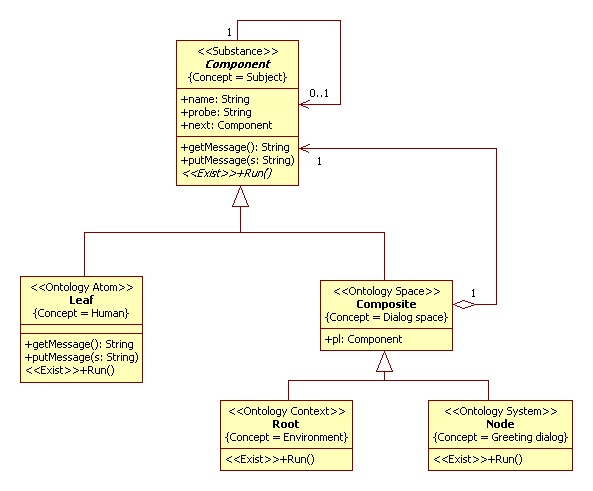 1
<<Substance>>
Component
{Concept = Subject}
0..1
+name: String
+probe: String
+next: Component
+getMessage(): String
+putMessage(s: String)
<<Exist>>+Run()
1
<<Ontology Atom>>
Leaf
{Concept = Human}
+getMessage(): String
+putMessage(s: String)
<<Exist>>+Run()
<<Ontology Space>>
Composite
{Concept = Dialog space}
1
+pl: Component
<<Ontology Context>>
Root
{Concept = Environment}
<<Exist>>+Run()
<<Ontology System>>
Node
{Concept = Greeting dialog}
<<Exist>>+Run()